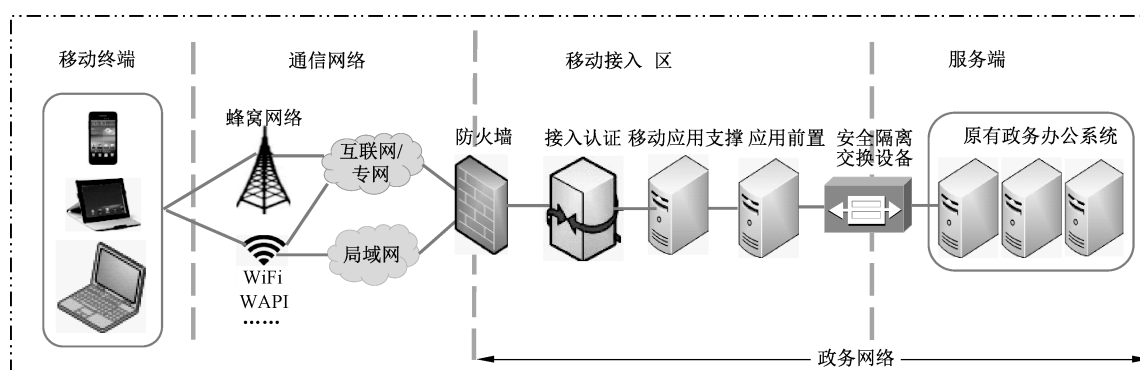 移动终端
通信网络
移动接入 区
服务端
蜂窝网络
互联网/
专网
防火墙
接入认证
移动应用支撑
应用前置
安全隔离
交换设备
原有政务办公系统
局域网
WiFi
WAPI
……
政务网络